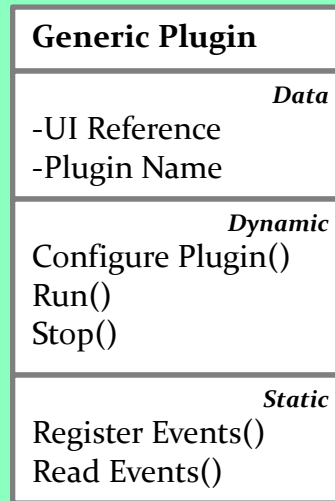 Generic Plugin
Data
-UI Reference
-Plugin Name
Dynamic
Configure Plugin()
Run()
Stop()
Static
Register Events()
Read Events()